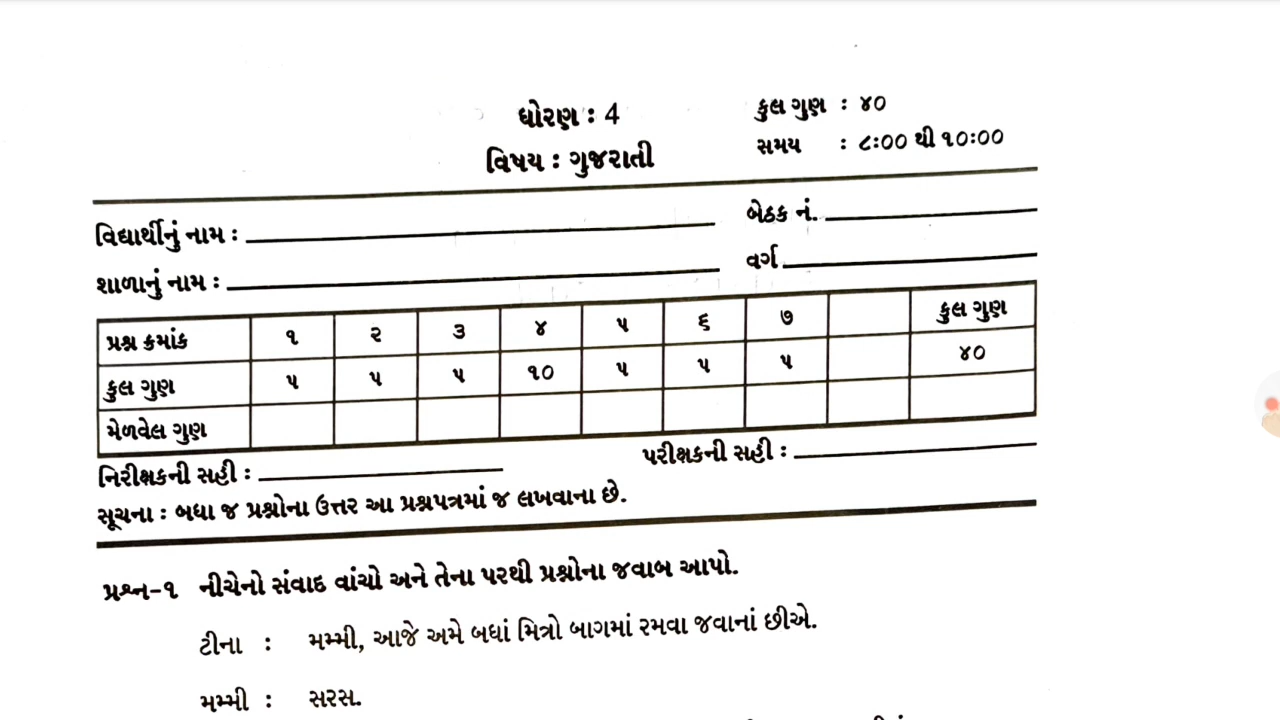 ધોરણ : 4
કુલ ગુણ : ૪૦
વિષય : ગુજરાતી
સમય : ૮:૦૦ થી ૧૦:૦૦
વિદ્યાર્થીનું નામ :
બેઠક નં.
શાળાનું નામ :
વર્ગ
પ્રશ્ન ક્રમાંક ૧ ૨ ૩ ૪ ૫ ૬ ૭ કુલ ગુણ
કુલ ગુણ ૫ ૫ ૫ ૧૦ ૫ ૫ ૫ ૪૦
મેળવેલ ગુણ
નિરીક્ષકની સહી : પરીક્ષકની સહી :
સૂચના : બધા જ પ્રશ્નોના ઉત્તર આ પ્રશ્નપત્રમાં જ લખવાના છે.
પ્રશ્ન-૧ નીચેનો સંવાદ વાંચો અને તેના પરથી પ્રશ્નોના જવાબ આપો.
ટીના : મમ્મી, આજે અમે બધાં મિત્રો બાગમાં રમવા જવાનાં છીએ.
મમ્મી : સરસ.